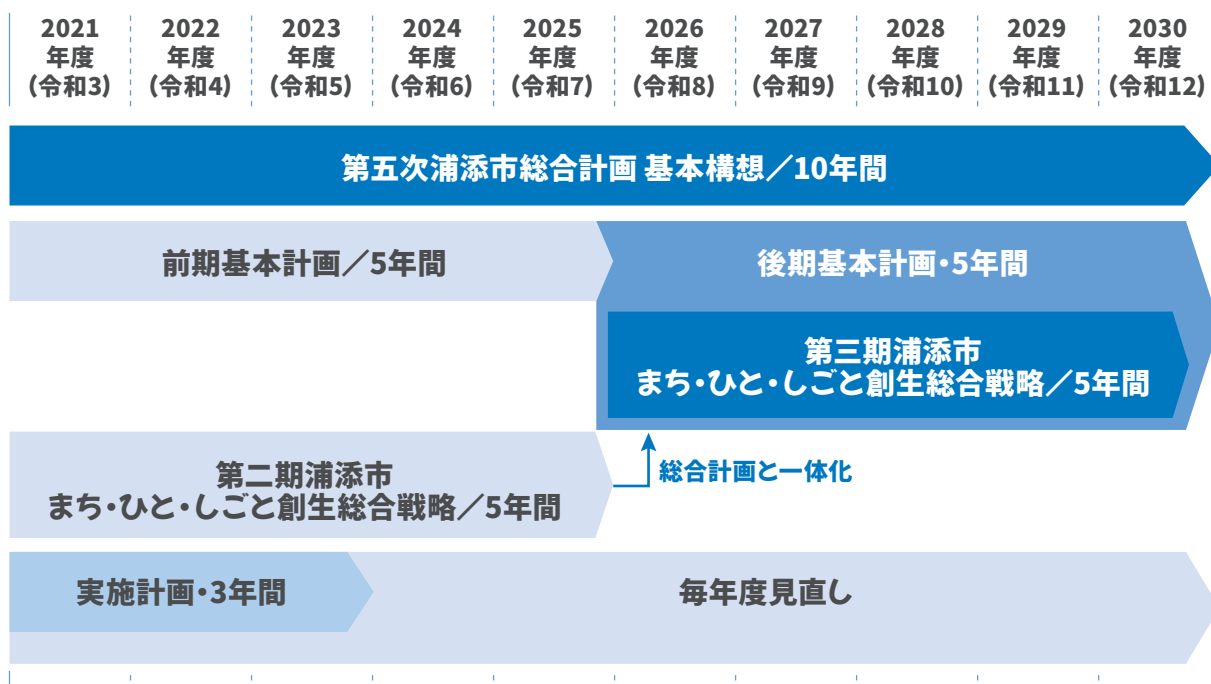 2021
年度
(令和3)
2022
年度
(令和4)
2023
年度
(令和5)
2024
年度
(令和6)
2025
年度
(令和7)
2026
年度
(令和8)
2027
年度
(令和9)
2028
年度
(令和10)
2029
年度
(令和11)
2030
年度
(令和12)
第五次浦添市総合計画 基本構想／10年間
前期基本計画／5年間
後期基本計画・5年間
第三期浦添市
まち・ひと・しごと創生総合戦略／5年間
第二期浦添市
まち・ひと・しごと創生総合戦略／5年間
総合計画と一体化
実施計画・3年間
毎年度見直し